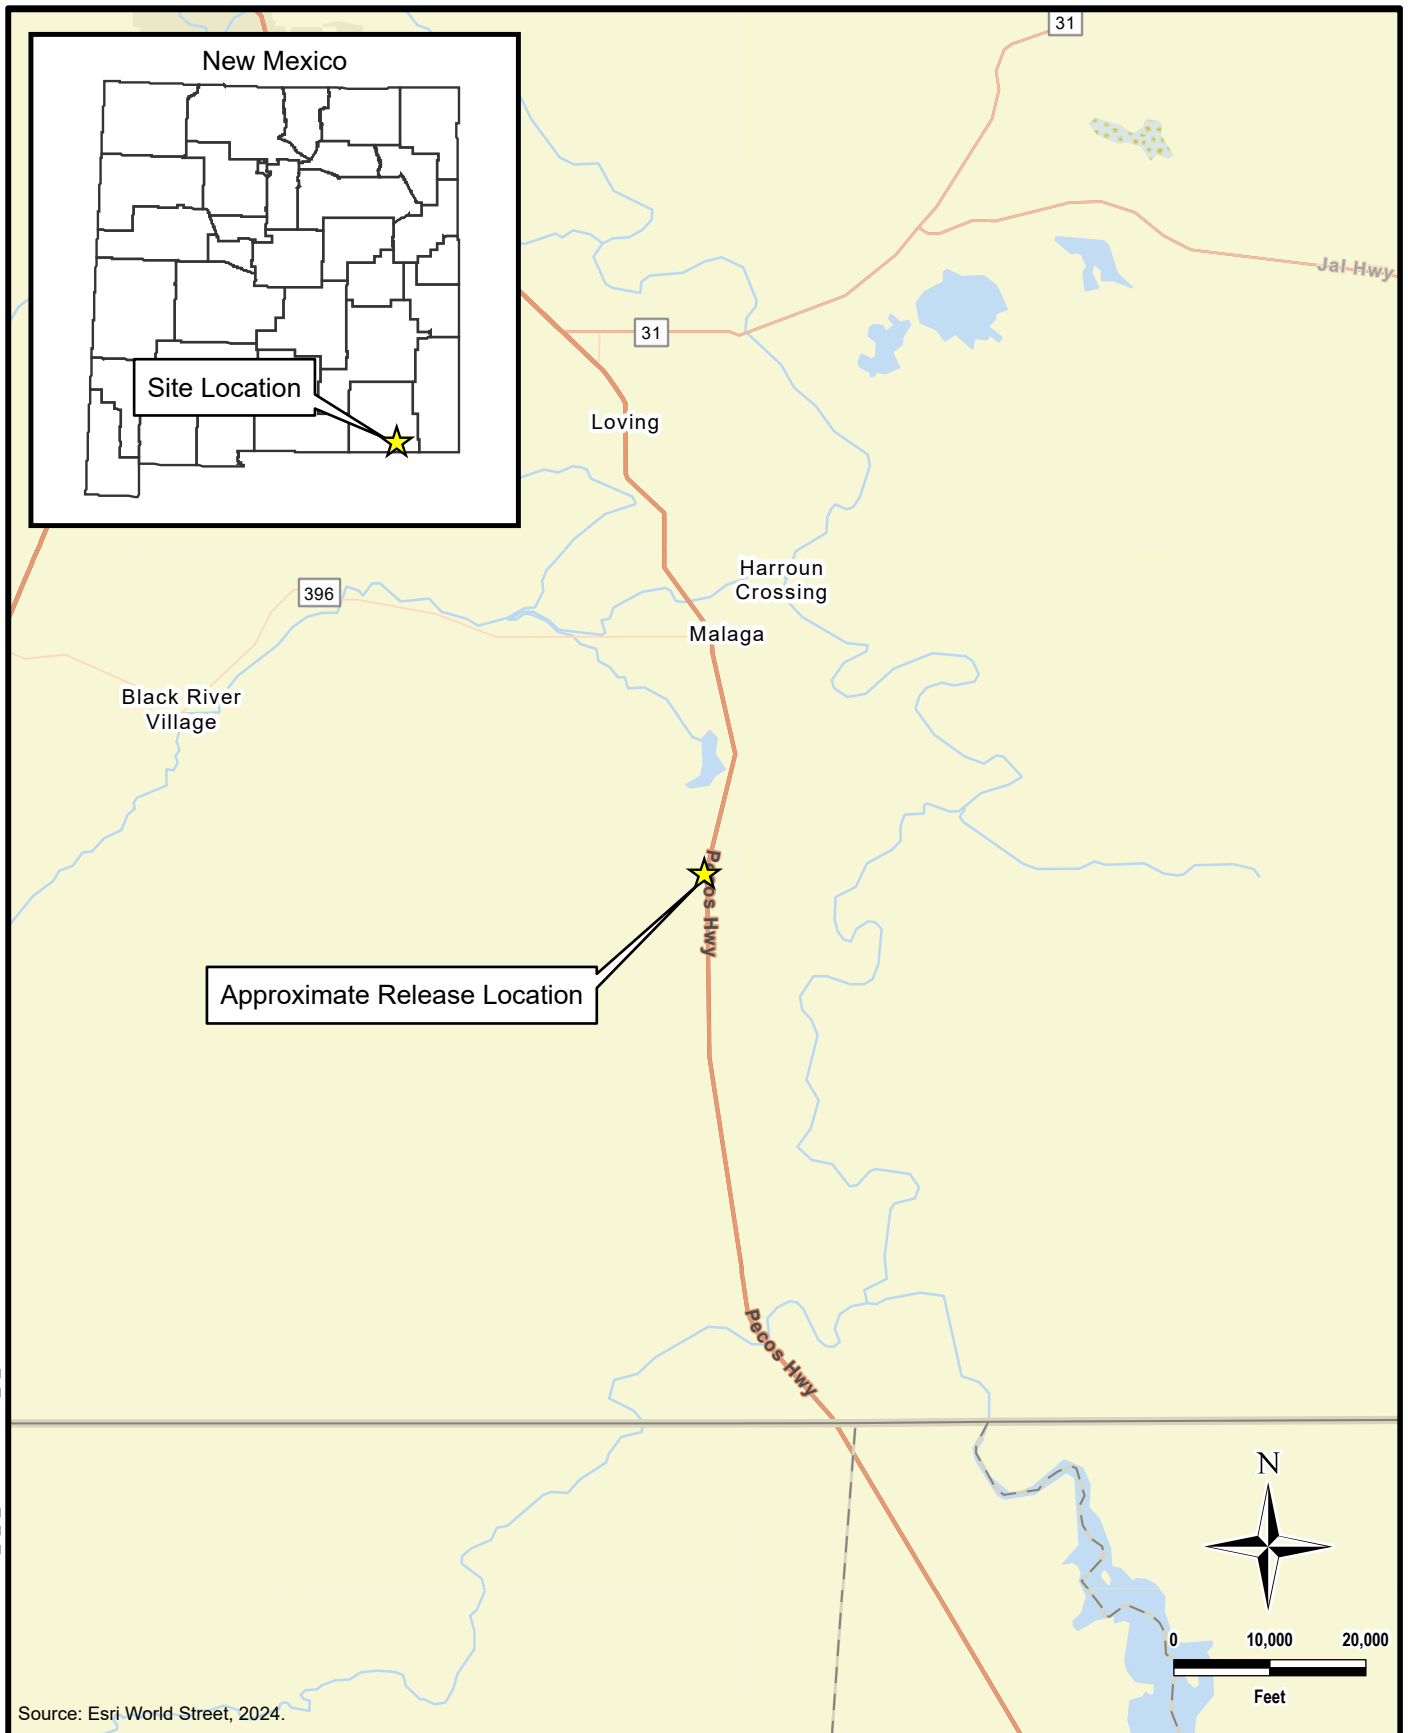 31
New Mexico
Site Location
Jal Hwy
31
Loving
Harroun
Crossing
396
Malaga
Black River
Village
Pecos Hwy
Approximate Release Location
Pecos Hwy
N
0 10,000 20,000
Feet
Source: Esri World Street, 2024.